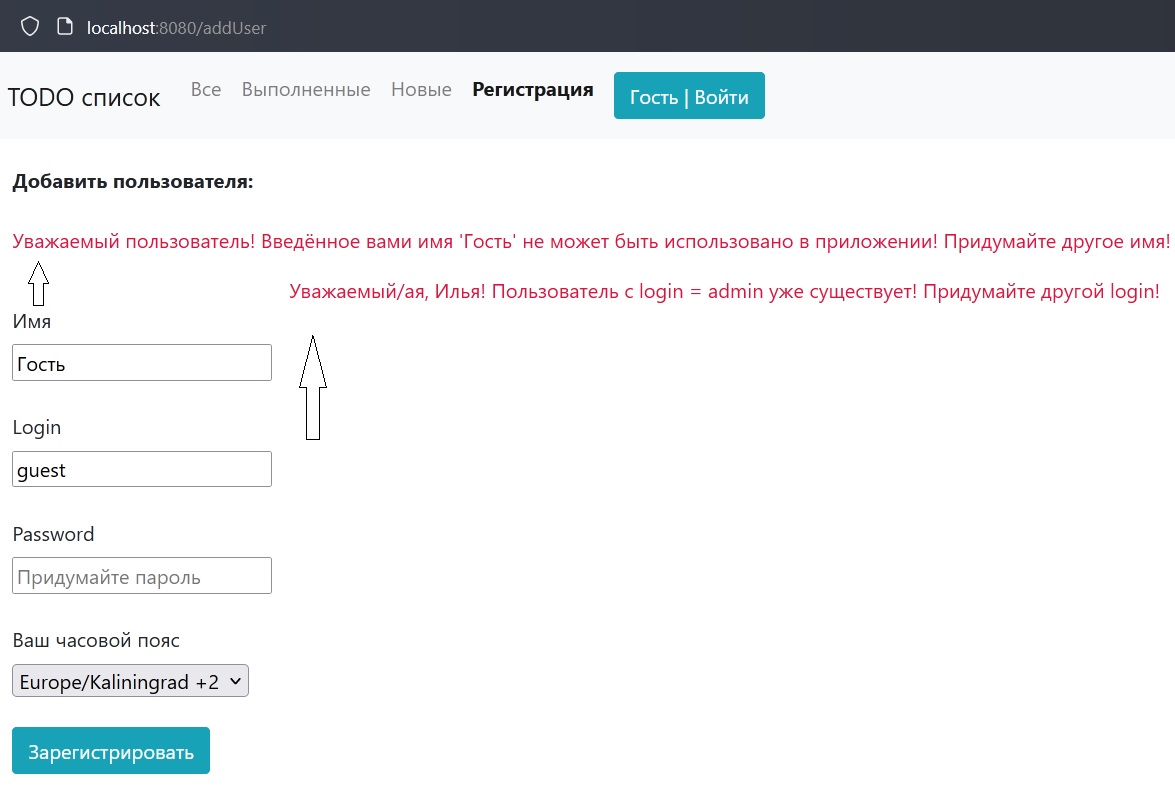 localhost:8080/addUser
TODO список Все Выполненные Новые Регистрация Гость | Войти
Добавить пользователя:
Уважаемый пользователь! Введённое вами имя 'Гость' не может быть использовано в приложении! Придумайте другое имя!
Уважаемый/ая, Илья! Пользователь с login = admin уже существует! Придумайте другой login!
Имя
Гость
Login
guest
Password
Придумайте пароль
Ваш часовой пояс
Europe/Kaliningrad +2
Зарегистрировать